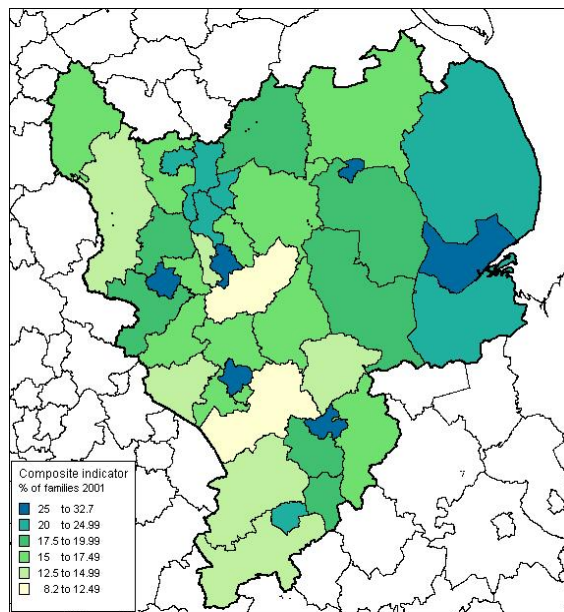 Composite indicator
% of families 2001
25 to 32.7
20 to 24.99
17.5 to 19.99
15 to 17.49
12.5 to 14.99
8.2 to 12.49